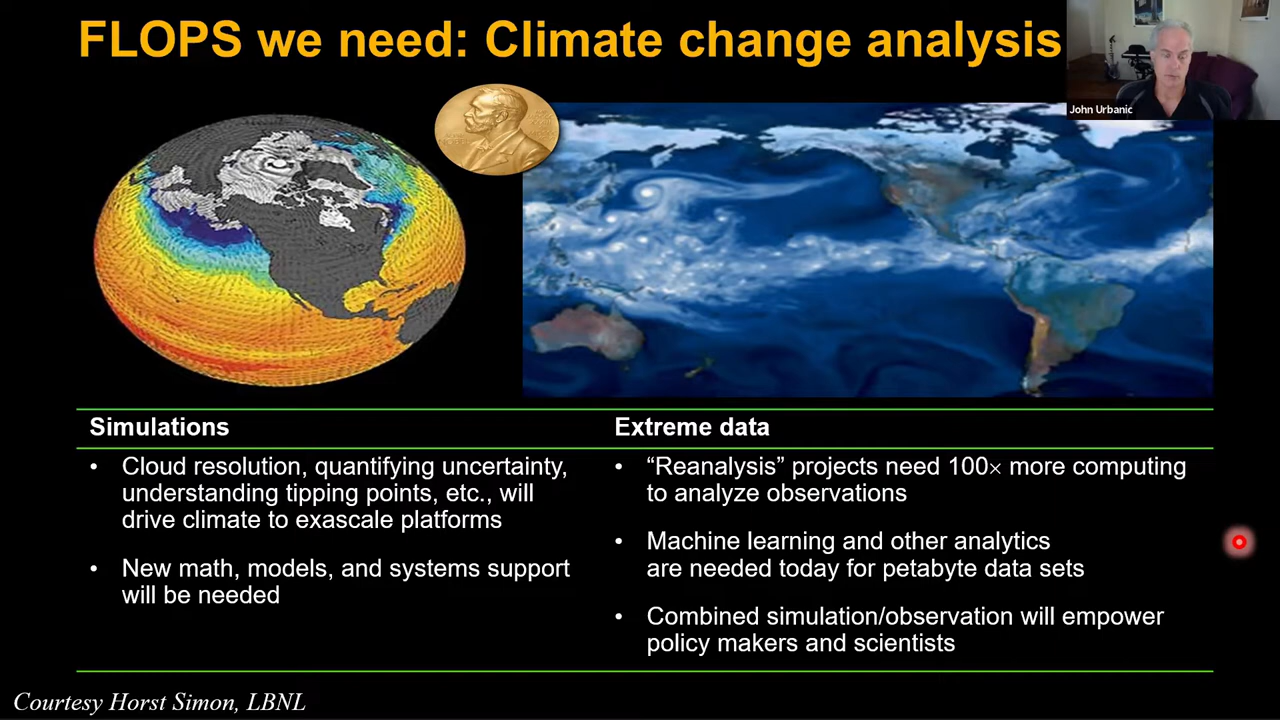 FLOPS we need: Climate change analysis
John Urbanic
Simulations
• Cloud resolution, quantifying uncertainty,
understanding tipping points, etc., will
drive climate to exascale platforms
• New math, models, and systems support
will be needed
Extreme data
• “Reanalysis” projects need 100× more computing
to analyze observations
• Machine learning and other analytics
are needed today for petabyte data sets
• Combined simulation/observation will empower
policy makers and scientists
Courtesy Horst Simon, LBNL